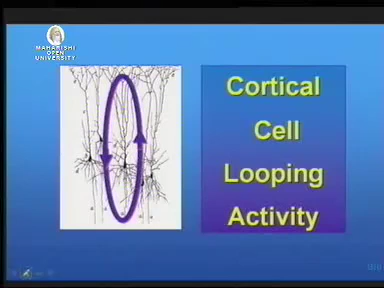 MAHARISHI
OPEN
UNIVERSITY
Cortical
Cell
Looping
Activity